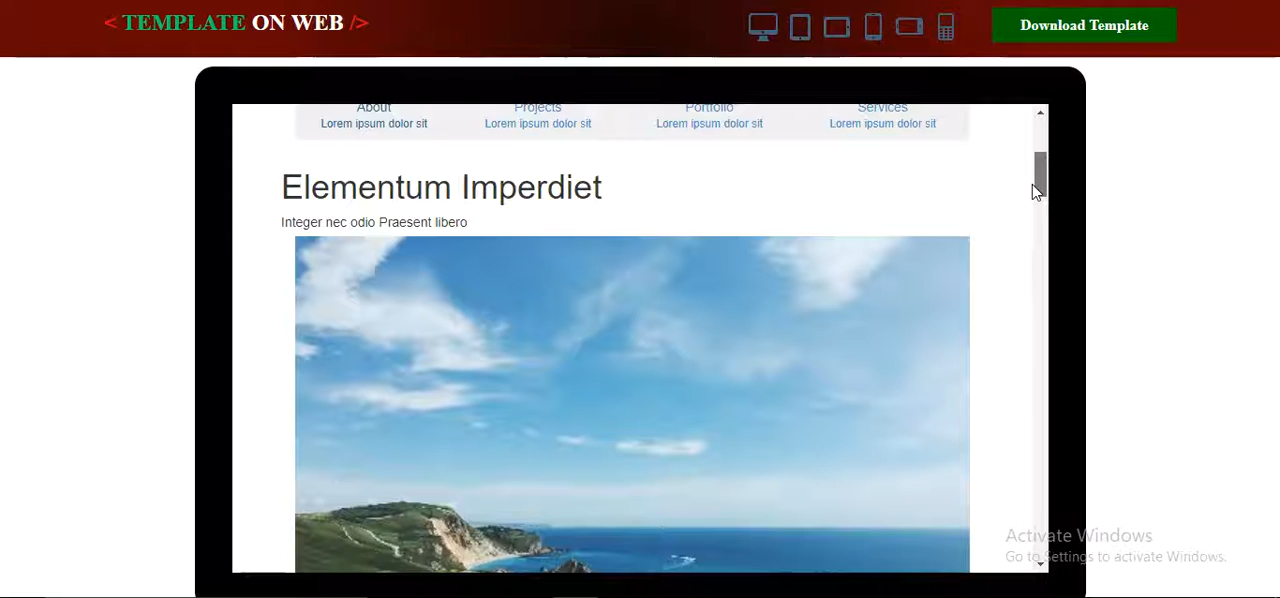 < TEMPLATE ON WEB />
Download Template
About Projects Portfolio Services
Lorem ipsum dolor sit Lorem ipsum dolor sit Lorem ipsum dolor sit Lorem ipsum dolor sit
Elementum Imperdiet
Integer nec odio Praesent libero
Activate Windows
Go to Settings to activate Windows.